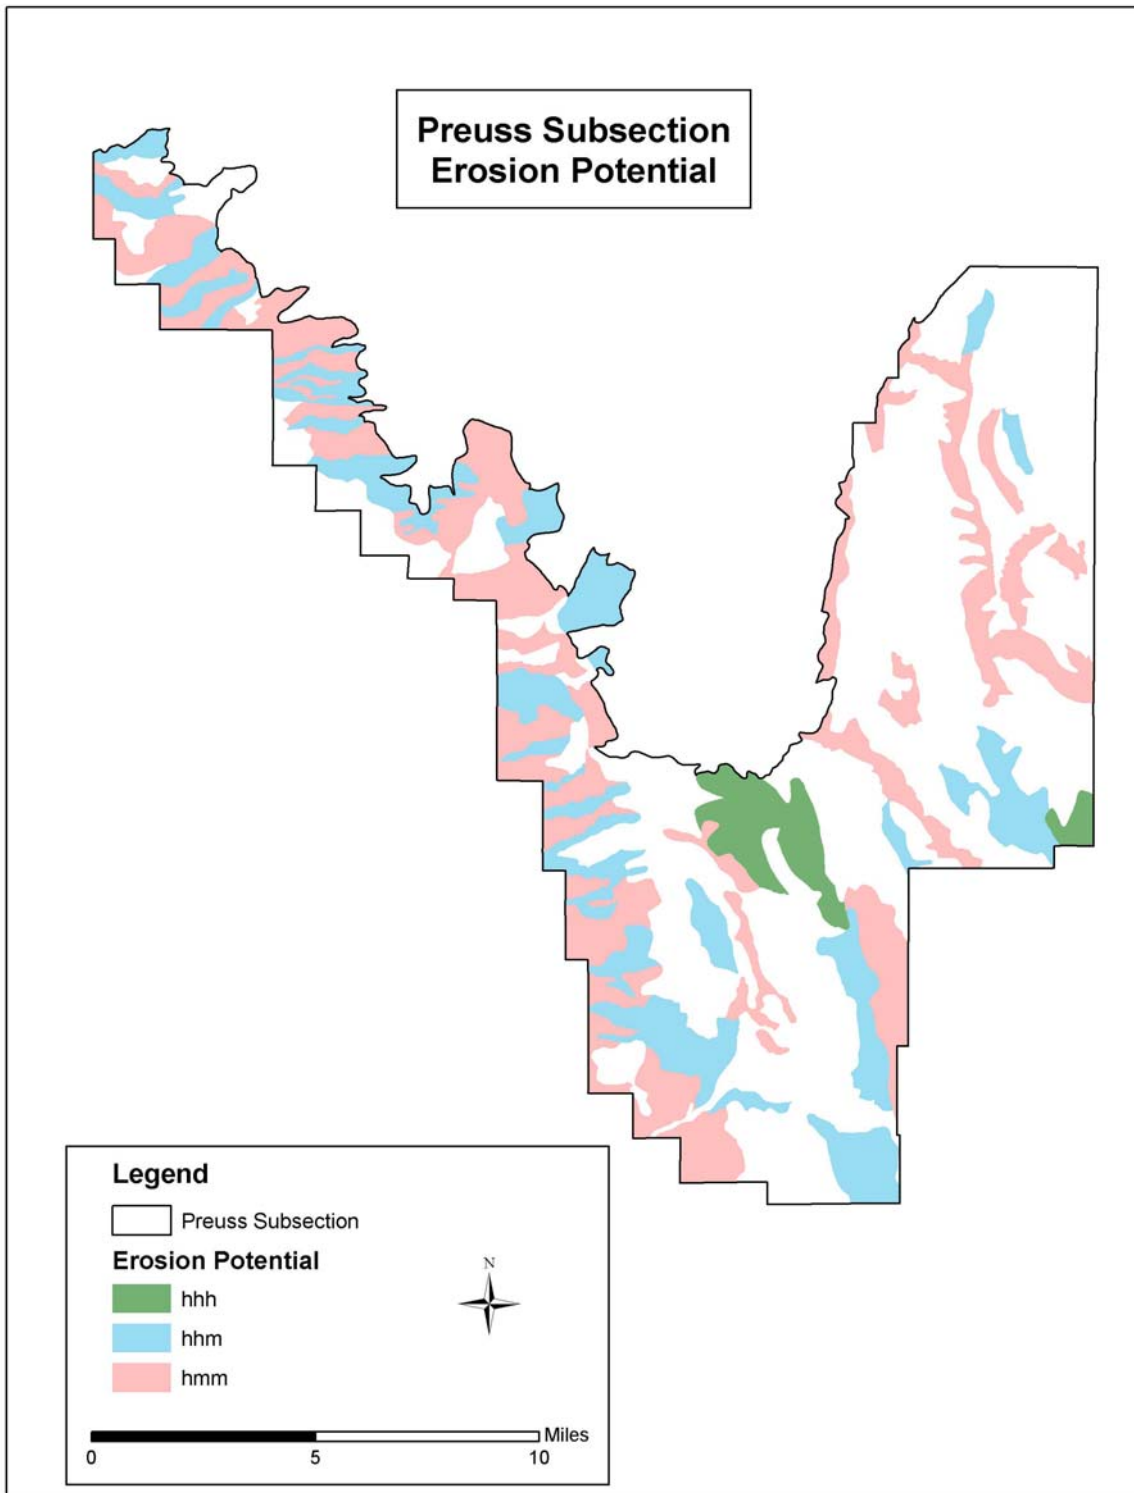 Preuss Subsection
Erosion Potential
Legend
Preuss Subsection
Erosion Potential
hhh
hhm
hmm
N
Miles
0 5 10